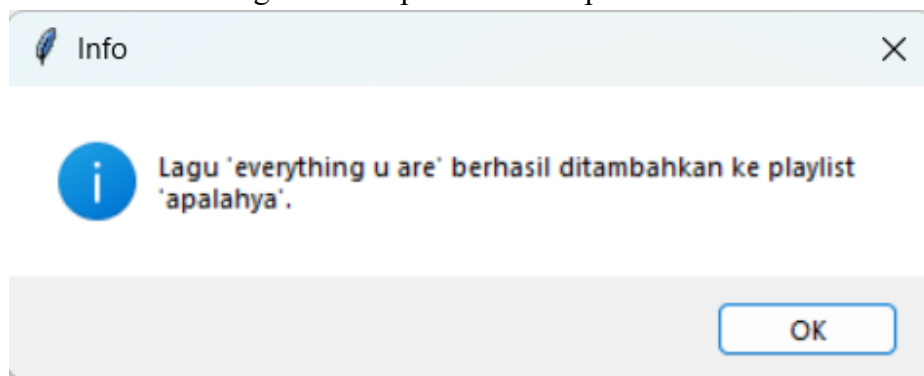 Info
Lagu 'everything u are' berhasil ditambahkan ke playlist
'apalahya'.
OK